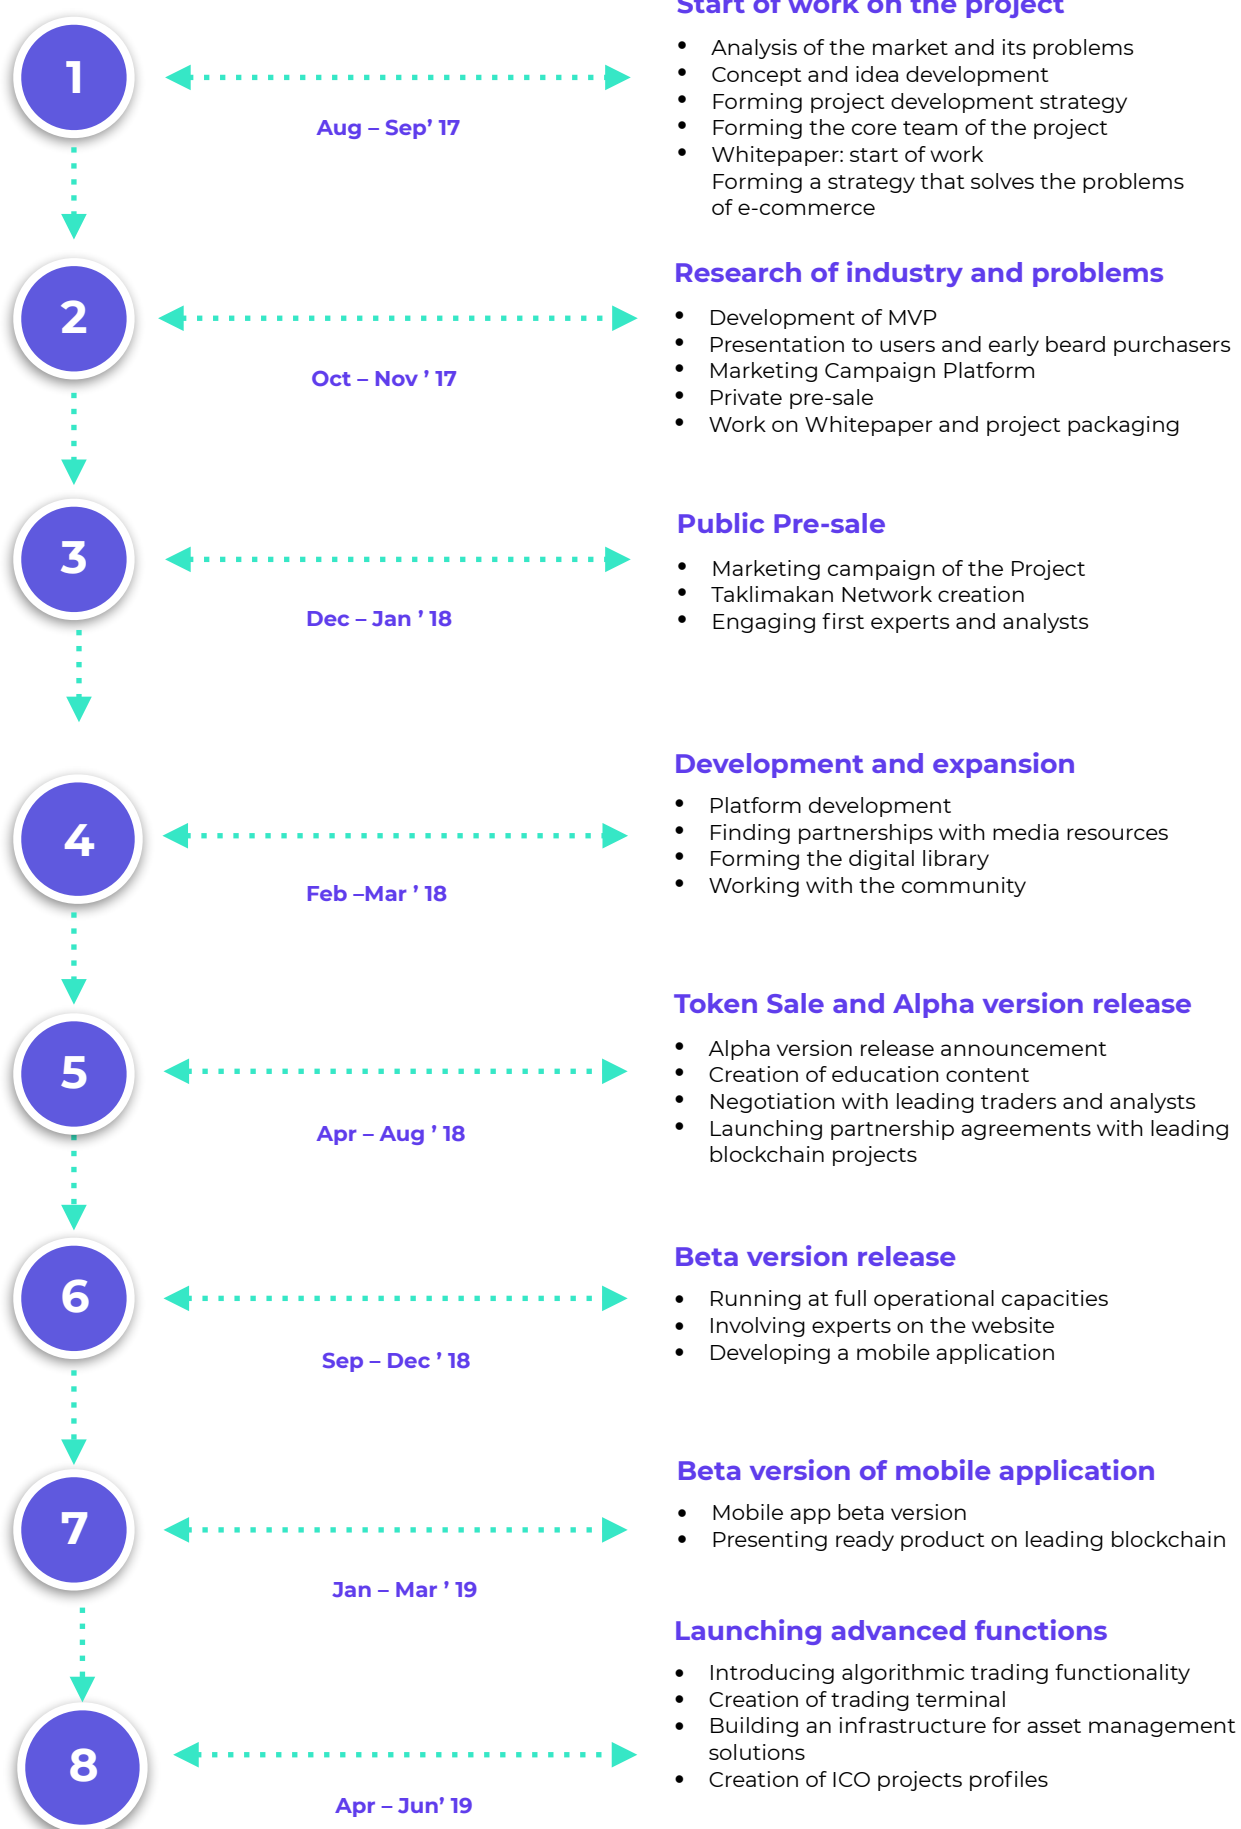 Start of work on the project
1
• Analysis of the market and its problems
• Concept and idea development
• Forming project development strategy
Aug – Sep’ 17
• Forming the core team of the project
• Whitepaper: start of work
Forming a strategy that solves the problems
of e-commerce
Research of industry and problems
2
• Development of MVP
• Presentation to users and early beard purchasers
• Marketing Campaign Platform
Oct – Nov ’ 17
• Private pre-sale
• Work on Whitepaper and project packaging
Public Pre-sale
3
• Marketing campaign of the Project
• Taklimakan Network creation
• Engaging first experts and analysts
Dec – Jan ’ 18
Development and expansion
4
• Platform development
• Finding partnerships with media resources
• Forming the digital library
• Working with the community
Feb –Mar ’ 18
Token Sale and Alpha version release
5
• Alpha version release announcement
• Creation of education content
• Negotiation with leading traders and analysts
• Launching partnership agreements with leading
blockchain projects
Apr – Aug ’ 18
Beta version release
6
• Running at full operational capacities
• Involving experts on the website
• Developing a mobile application
Sep – Dec ’ 18
Beta version of mobile application
7
• Mobile app beta version
• Presenting ready product on leading blockchain
Jan – Mar ’ 19
Launching advanced functions
8
• Introducing algorithmic trading functionality
• Creation of trading terminal
• Building an infrastructure for asset management
solutions
• Creation of ICO projects profiles
Apr – Jun’ 19